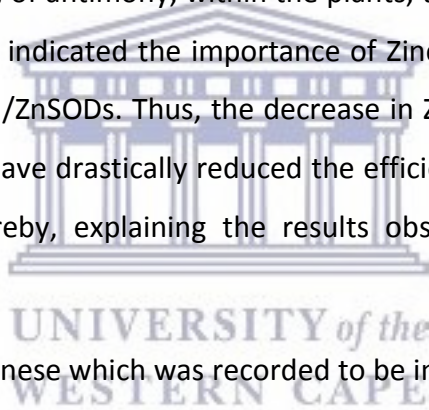 of antimony, within the plants,
indicated the importance of Zin
/ZnSODs. Thus, the decrease in Z
ave drastically reduced the effici
reby, explaining the results obs
UNIVERSITY of the
nese which was recorded to be in
WESTERN CAPE